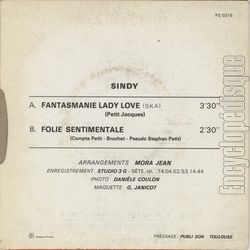 PS 5016
SINDY
A. FANTASMANIE LADY LOVE (SKA) 3'30"
(Petit Jacques)
B. FOLIE SENTIMENTALE 2'30"
(Compte Petit - Brochet - Pseudo Stephan Petit)
ARRANGEMENTS MORA JEAN
ENREGISTREMENT STUDIO 3 G - SÈTE, tél : 74.04.52/53.14.44
PHOTO DANIÈLE COULON
MAQUETTE G. JANICOT
PRESSAGE : PUBLI SON TOULOUSE
Encyclopédisque.fr